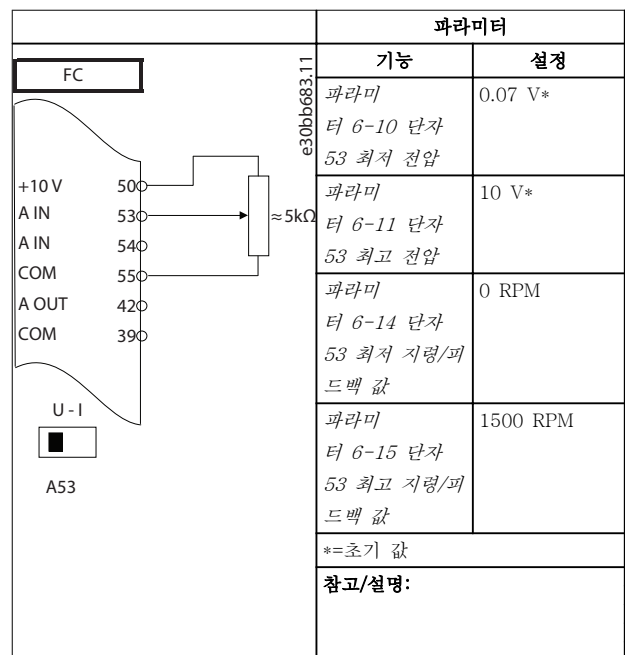 파라미터
기능 설정
파라미
터 6-10 단자
53 최저 전압
0.07 V*
파라미
터 6-11 단자
53 최고 전압
10 V*
파라미
터 6-14 단자
53 최저 지령/피
드백 값
0 RPM
파라미
터 6-15 단자
53 최고 지령/피
드백 값
1500 RPM
*=초기 값
참고/설명:
FC
e30bb683.11
+10 V 50
A IN 53
≈5kΩ
A IN 54
COM 55
A OUT 42
COM 39
U - I
A53